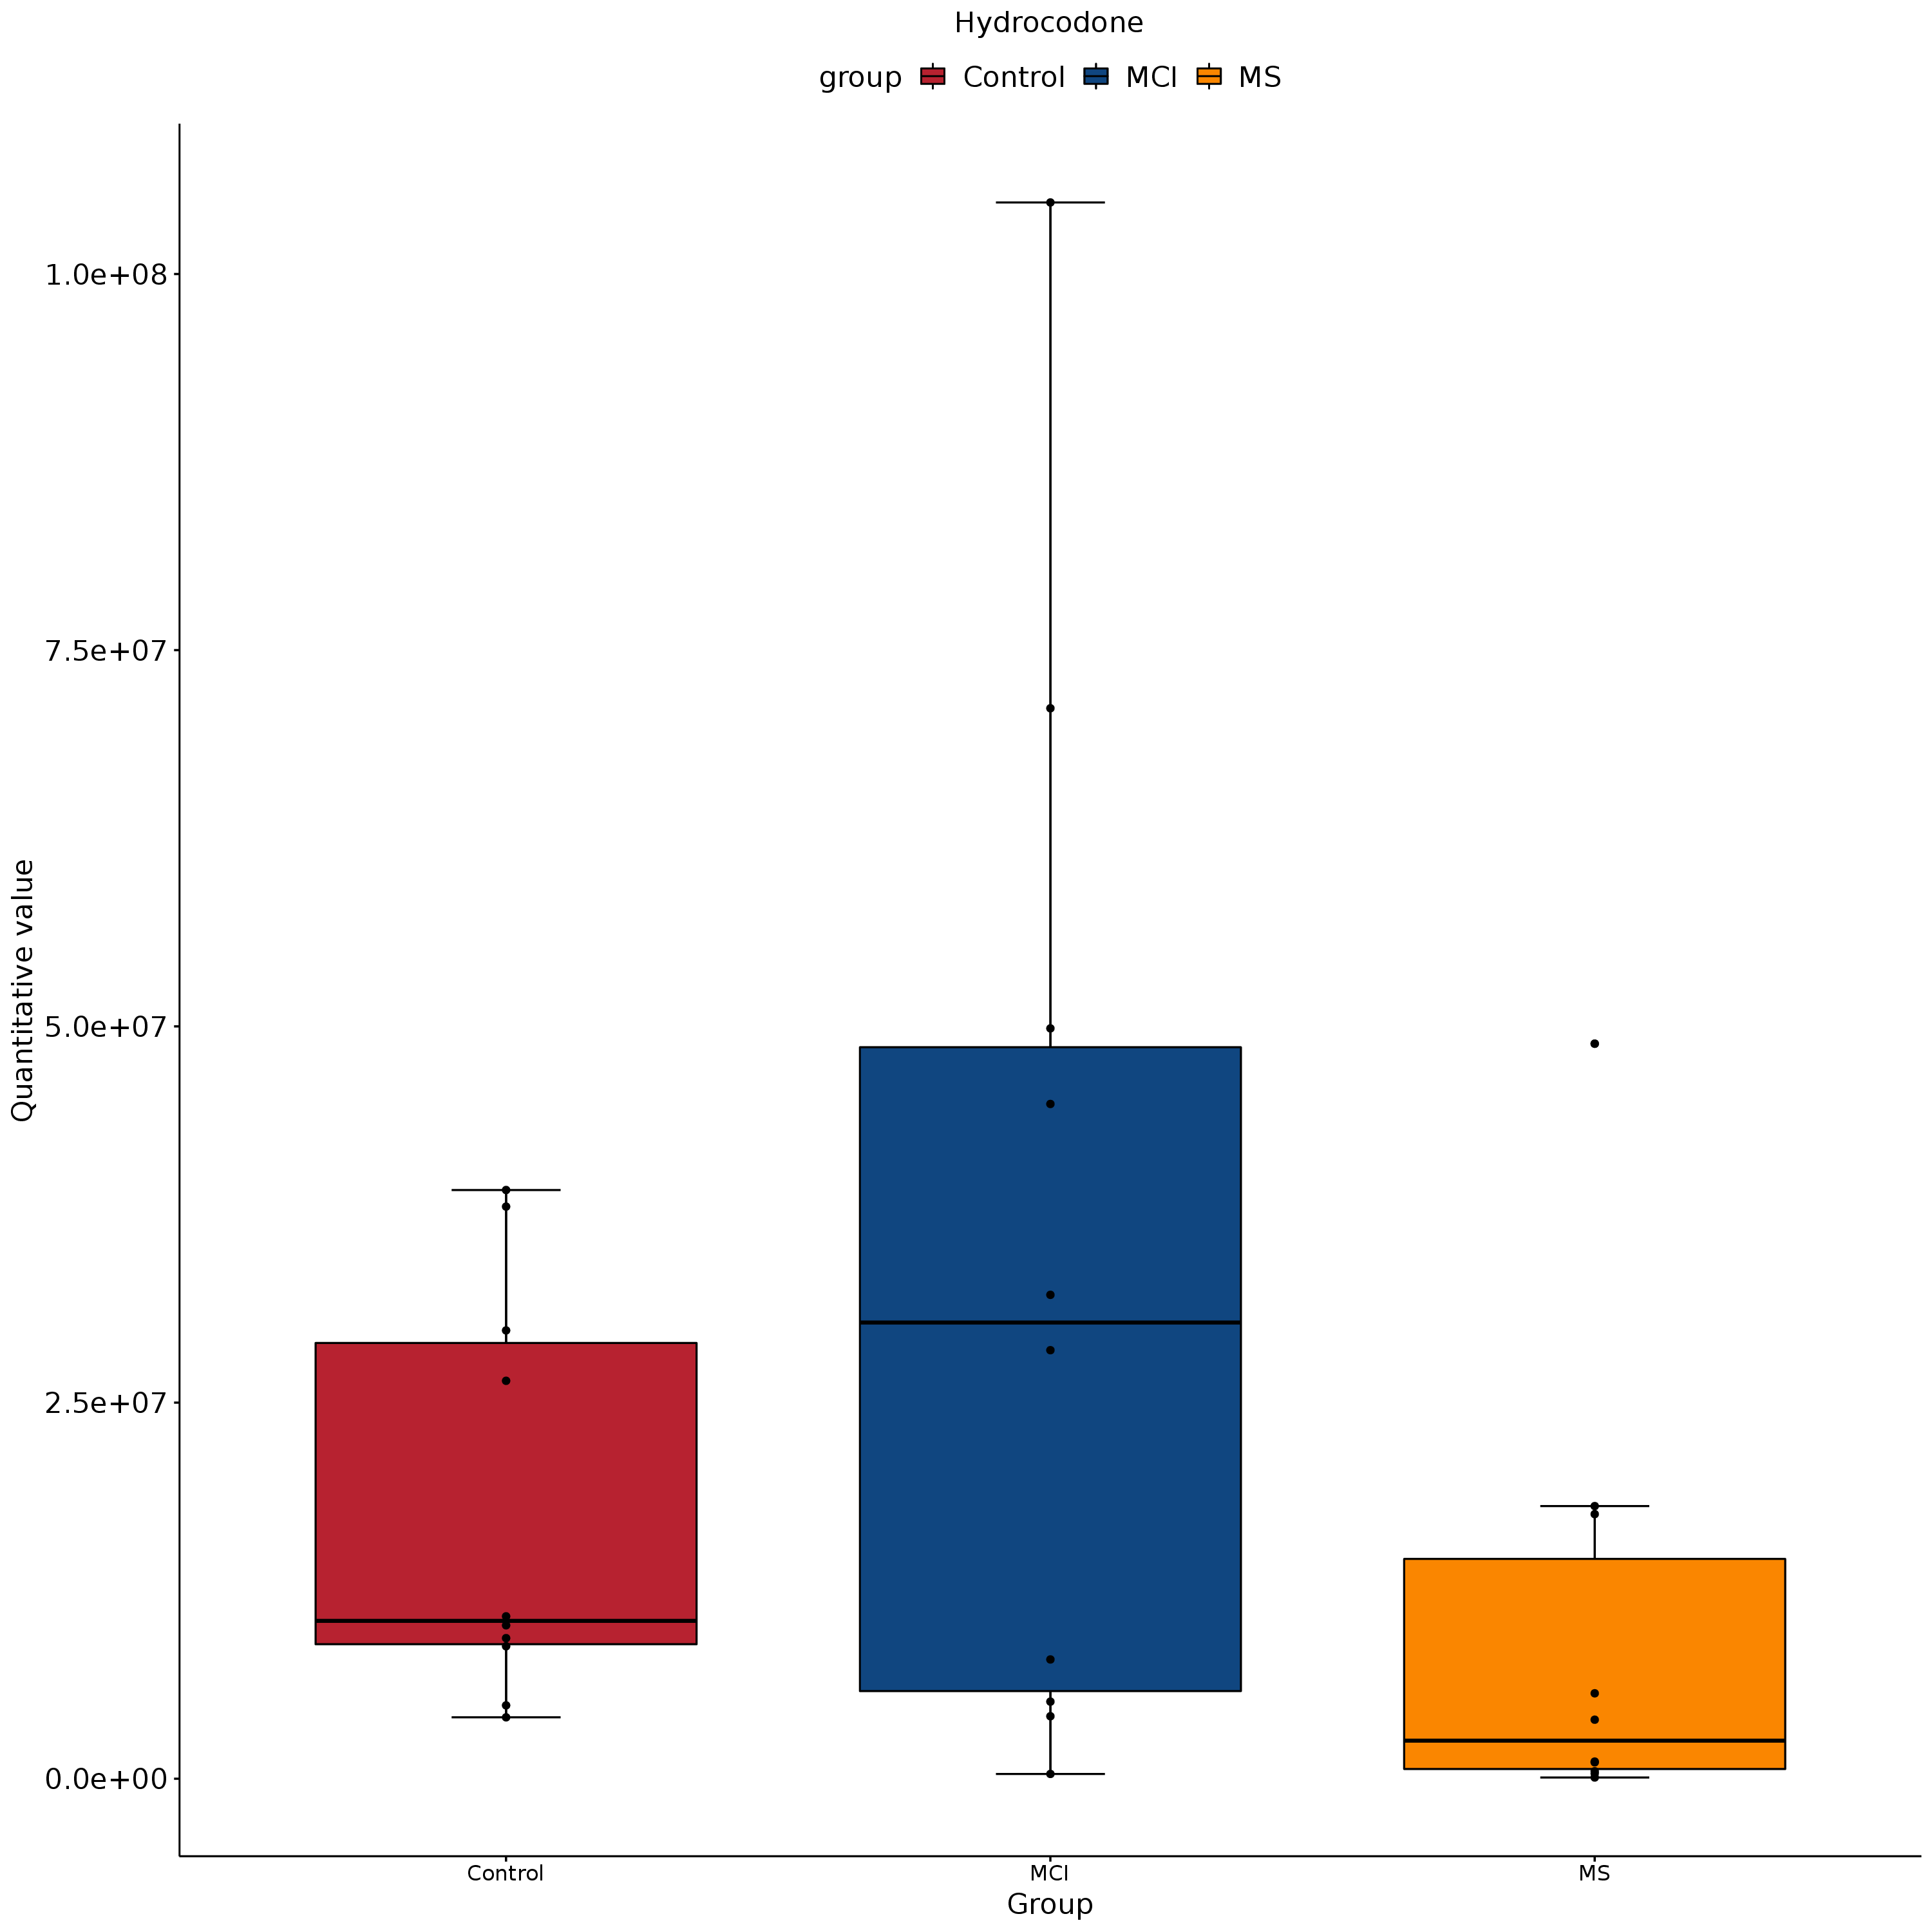 Hydrocodone
group Control MCI MS
1.0e+08
7.5e+07
5.0e+07
2.5e+07
0.0e+00
Quantitative value
Control MCI MS
Group